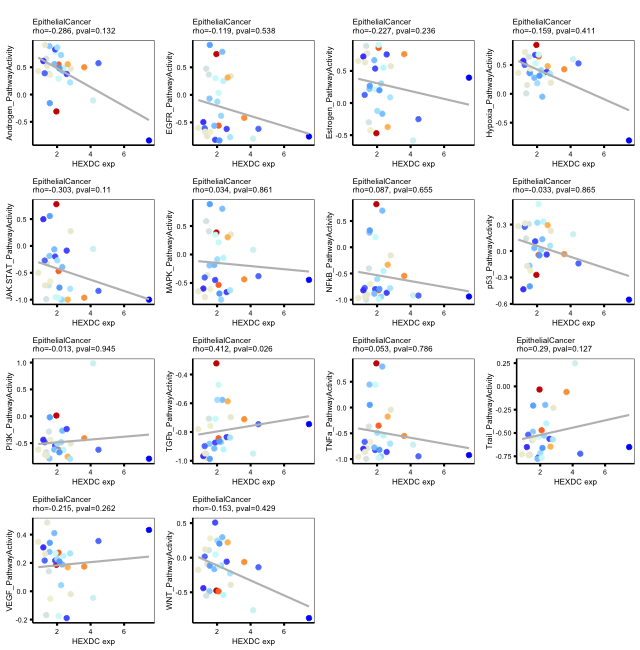 EpithelialCancer
rho=-0.286, pval=0.132
Androgen_PathwayActivity
0.5
0.0
-0.5
2
4
6
HEXDC exp
EpithelialCancer
rho=-0.119, pval=0.538
EGFR_PathwayActivity
0.5
0.0
-0.5
2
4
6
HEXDC exp
EpithelialCancer
rho=-0.227, pval=0.236
Estrogen_PathwayActivity
0.5
0.0
-0.5
2
4
6
HEXDC exp
EpithelialCancer
rho=-0.159, pval=0.411
Hypoxia_PathwayActivity
0.5
0.0
-0.5
2
4
6
HEXDC exp
EpithelialCancer
rho=-0.303, pval=0.11
JAK.STAT_PathwayActivity
0.5
0.0
-0.5
-1.0
2
4
6
HEXDC exp
EpithelialCancer
rho=0.034, pval=0.861
MAPK_PathwayActivity
0.5
0.0
-0.5
2
4
6
HEXDC exp
EpithelialCancer
rho=0.087, pval=0.655
NFkB_PathwayActivity
0.5
0.0
-0.5
-1.0
2
4
6
HEXDC exp
EpithelialCancer
rho=-0.033, pval=0.865
p53_PathwayActivity
0.3
0.0
-0.3
-0.6
2
4
6
HEXDC exp
EpithelialCancer
rho=-0.013, pval=0.945
PI3K_PathwayActivity
1.0
0.5
0.0
-0.5
2
4
6
HEXDC exp
EpithelialCancer
rho=0.412, pval=0.026
TGFb_PathwayActivity
-0.4
-0.6
-0.8
-1.0
2
4
6
HEXDC exp
EpithelialCancer
rho=0.053, pval=0.786
TNFa_PathwayActivity
0.5
0.0
-0.5
-1.0
2
4
6
HEXDC exp
EpithelialCancer
rho=0.29, pval=0.127
Trail_PathwayActivity
0.25
0.00
-0.25
-0.50
-0.75
2
4
6
HEXDC exp
EpithelialCancer
rho=-0.215, pval=0.262
VEGF_PathwayActivity
0.4
0.2
0.0
-0.2
2
4
6
HEXDC exp
EpithelialCancer
rho=-0.153, pval=0.429
WNT_PathwayActivity
0.5
0.0
-0.5
2
4
6
HEXDC exp